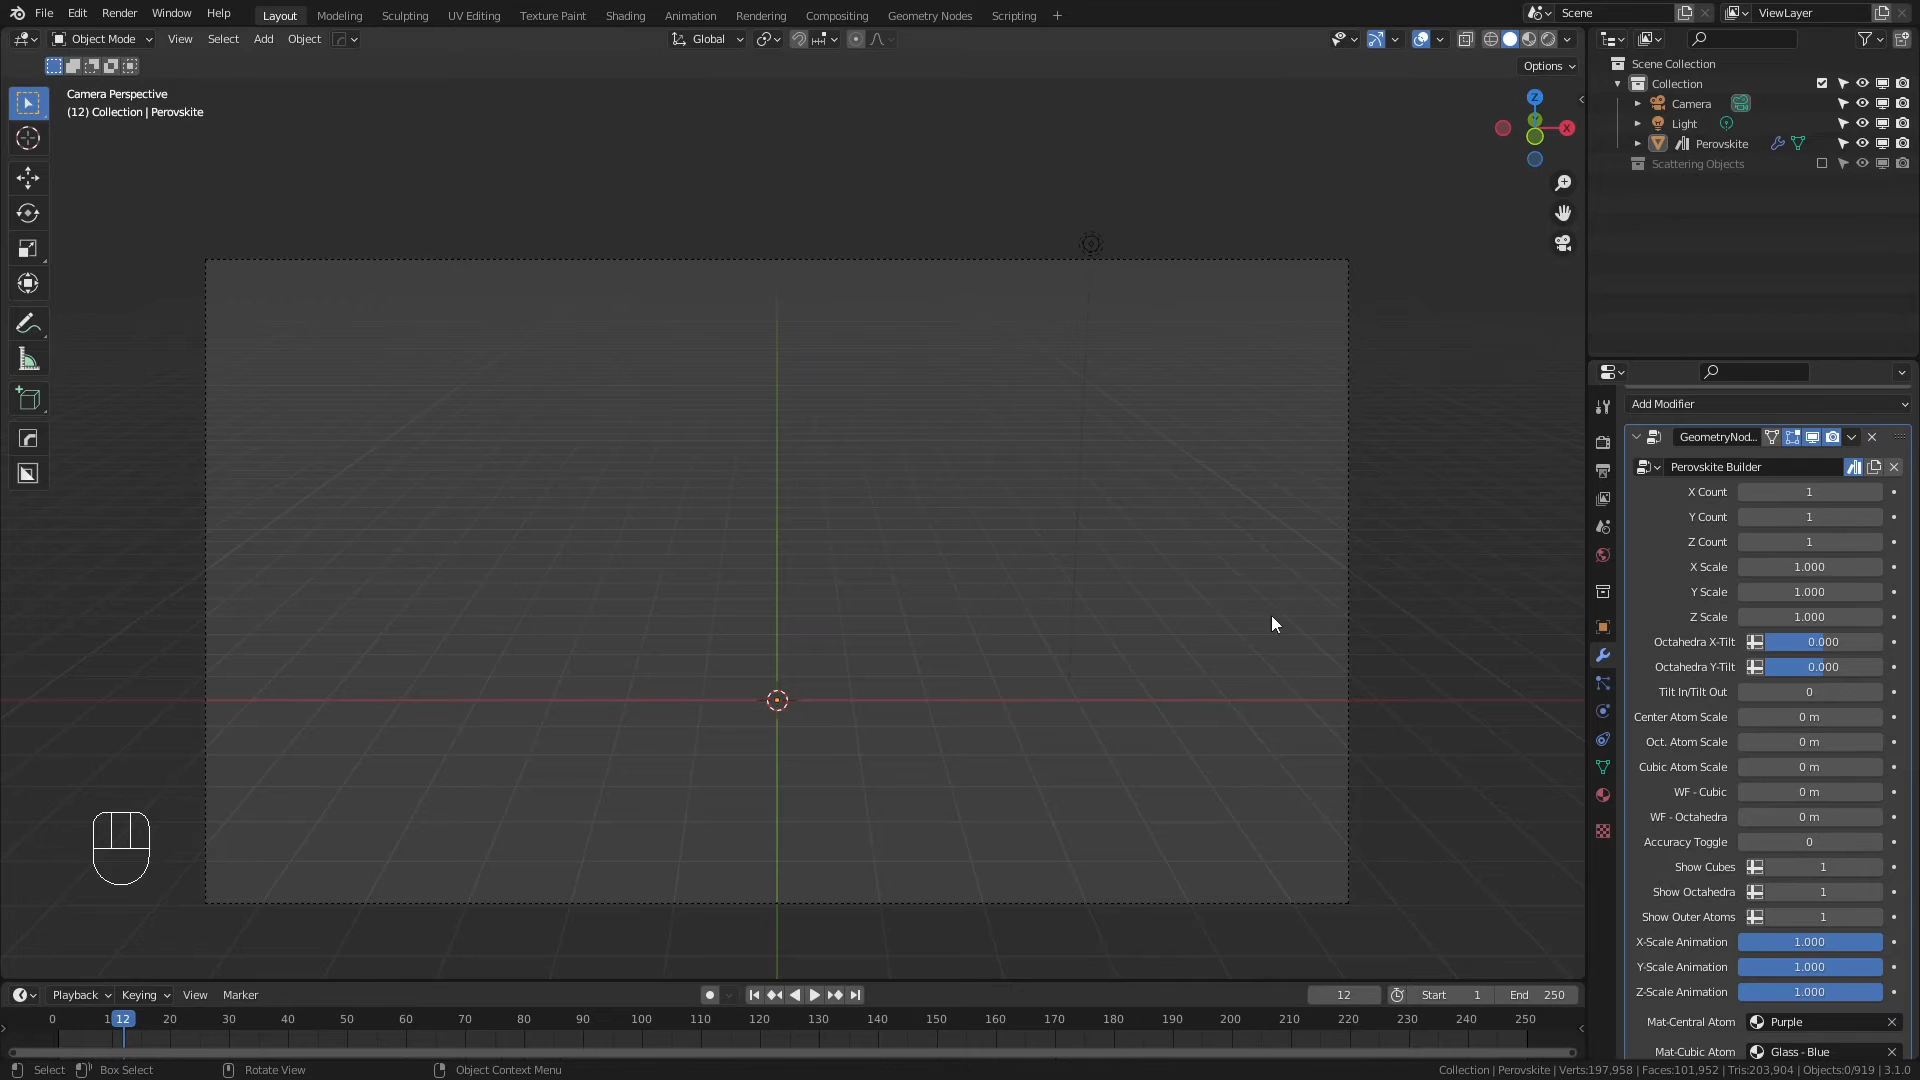 File Edit Render Window Help Layout Modeling Sculpting UV Editing Texture Paint Shading Animation Rendering Compositing Geometry Nodes Scripting + Scene ViewLayer
Object Mode View Select Add Object Global
Options
Camera Perspective
(12) Collection | Perovskite
Z
Y
X
Scene Collection
Collection
Camera
Light
Perovskite
Scattering Objects
Add Modifier
GeometryNod...
Perovskite Builder
X Count 1
Y Count 1
Z Count 1
X Scale 1.000
Y Scale 1.000
Z Scale 1.000
Octahedra X-Tilt 0.000
Octahedra Y-Tilt 0.000
Tilt In/Tilt Out 0
Center Atom Scale 0 m
Oct. Atom Scale 0 m
Cubic Atom Scale 0 m
WF - Cubic 0 m
WF - Octahedra 0 m
Accuracy Toggle 0
Show Cubes 1
Show Octahedra 1
Show Outer Atoms 1
X-Scale Animation 1.000
Y-Scale Animation 1.000
Z-Scale Animation 1.000
Mat-Central Atom Purple
Mat-Cubic Atom Glass - Blue
Playback Keying View Marker 12 Start 1 End 250
0 1 12 20 30 40 50 60 70 80 90 100 110 120 130 140 150 160 170 180 190 200 210 220 230 240 250
Select Box Select Rotate View Object Context Menu Collection | Perovskite | Verts:197,958 | Faces:101,952 | Tris:203,904 | Objects:0/919 | 3.1.0